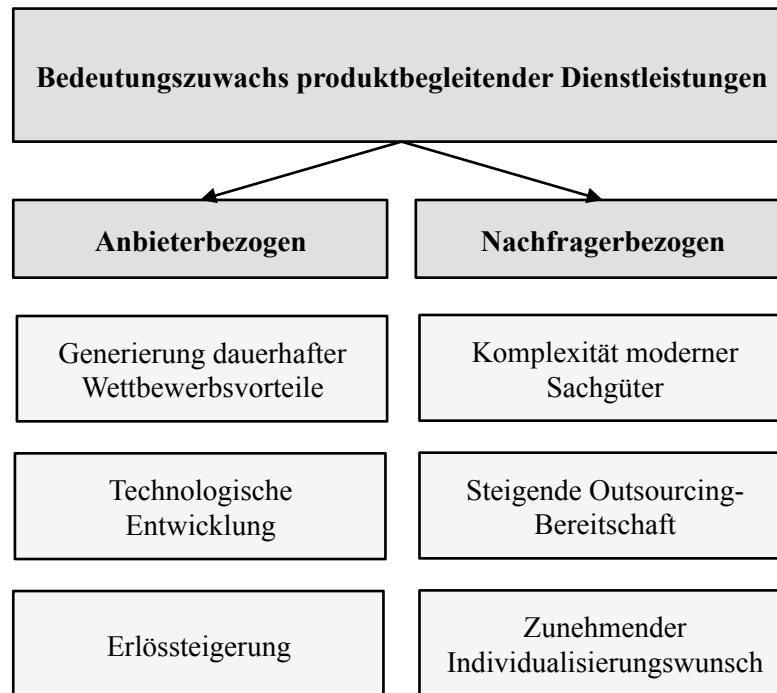 Bedeutungszuwachs produktbegleitender Dienstleistungen
Anbieterbezogen
Nachfragerbezogen
Generierung dauerhafter
Wettbewerbsvorteile
Komplexität moderner
Sachgüter
Technologische
Entwicklung
Steigende Outsourcing-
Bereitschaft
Erlössteigerung
Zunehmender
Individualisierungswunsch